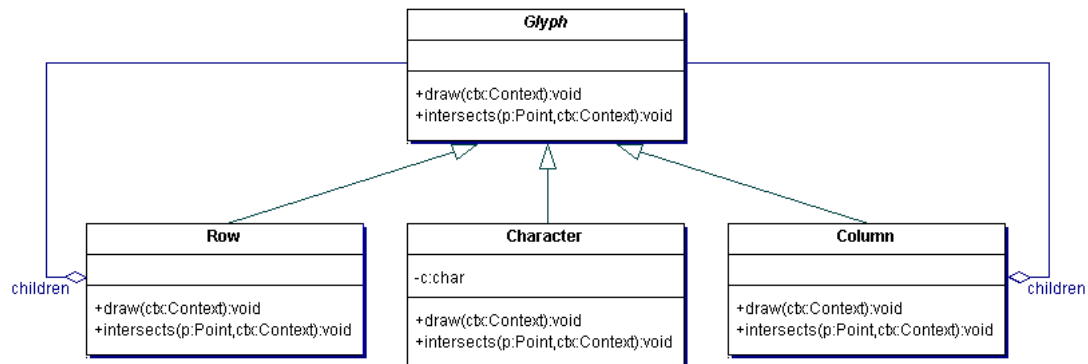 Glyph
+draw(ctx:Context):void
+intersects(p:Point,ctx:Context):void
Row
+draw(ctx:Context):void
+intersects(p:Point,ctx:Context):void
children
Character
-c:char
+draw(ctx:Context):void
+intersects(p:Point,ctx:Context):void
Column
+draw(ctx:Context):void
+intersects(p:Point,ctx:Context):void
children